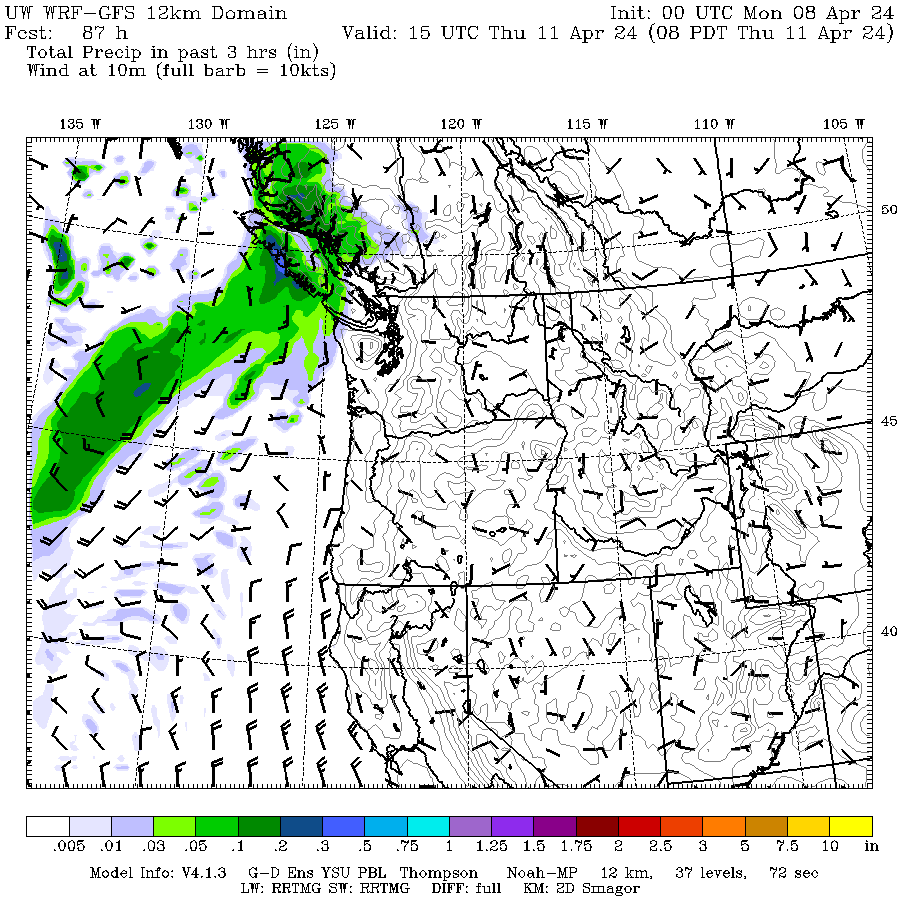 UW WRF-GFS 12km Domain Init: 00 UTC Mon 08 Apr 24
Fcst: 87 h Valid: 15 UTC Thu 11 Apr 24 (08 PDT Thu 11 Apr 24)
Total Precip in past 3 hrs (in)
Wind at 10m (full barb = 10kts)
135 W 130 W 125 W 120 W 115 W 110 W 105 W
50
45
40
.005 .01 .03 .05 .1 .2 .3 .5 .75 1 1.25 1.5 1.75 2 2.5 3 5 7.5 10 in
Model Info: V4.1.3 G-D Ens YSU PBL Thompson Noah-MP 12 km, 37 levels, 72 sec
LW: RRTMG SW: RRTMG DIFF: full KM: 2D Smagor